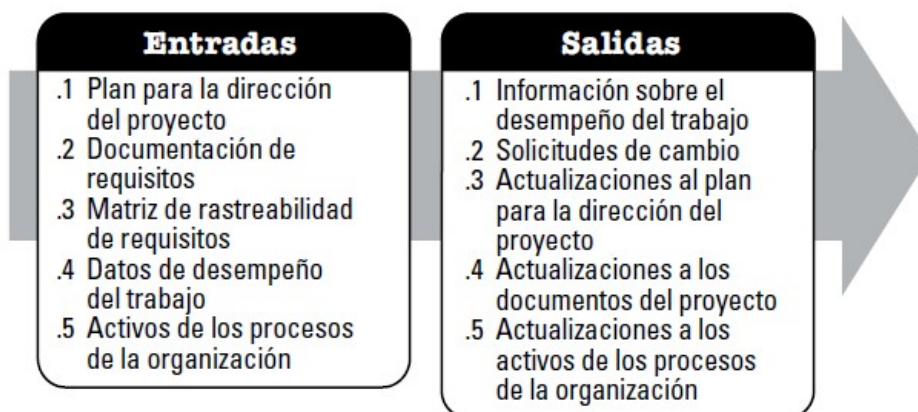 Entradas
.1 Plan para la dirección
del proyecto
.2 Documentación de
requisitos
.3 Matriz de rastreabilidad
de requisitos
.4 Datos de desempeño
del trabajo
.5 Activos de los procesos
de la organización
Salidas
.1 Información sobre el
desempeño del trabajo
.2 Solicitudes de cambio
.3 Actualizaciones al plan
para la dirección del
proyecto
.4 Actualizaciones a los
documentos del proyecto
.5 Actualizaciones a los
activos de los procesos
de la organización